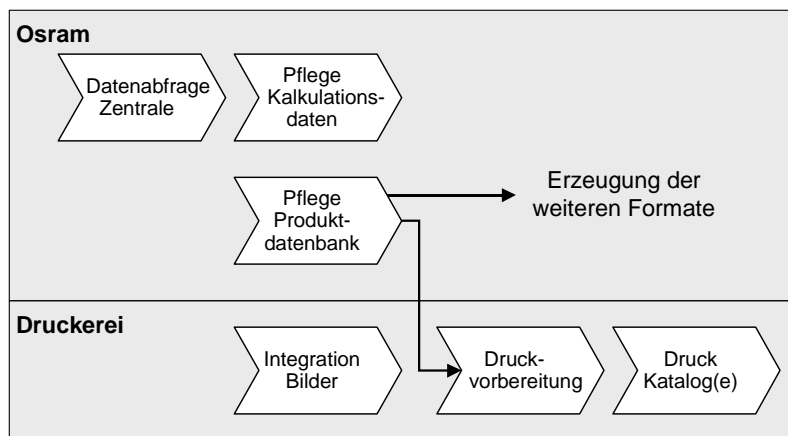 Osram
Datenabfrage
Zentrale
Pflege
Kalkulations-
daten
Pflege
Produkt-
datenbank
Erzeugung der
weiteren Formate
Druckerei
Integration
Bilder
Druck-
vorbereitung
Druck
Katalog(e)